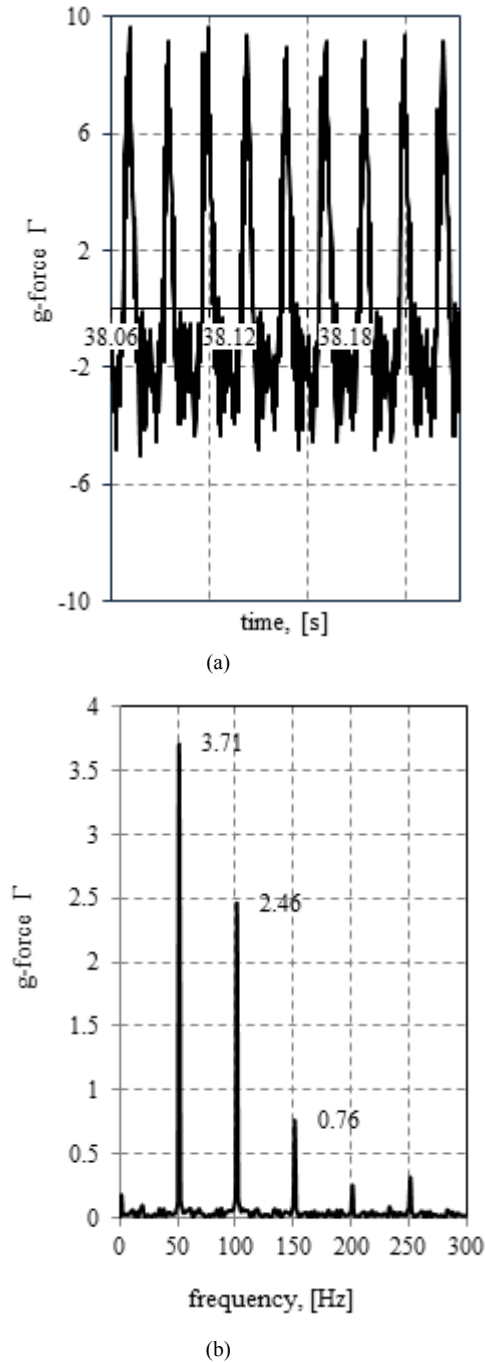 10
6
2
-2
-6
-10
g-force Γ
38.06 38.12 38.18
time, [s]
(a)
4
3.5
3
2.5
2
1.5
1
0.5
0
g-force Γ
3.71
2.46
0.76
0 50 100 150 200 250 300
frequency, [Hz]
(b)